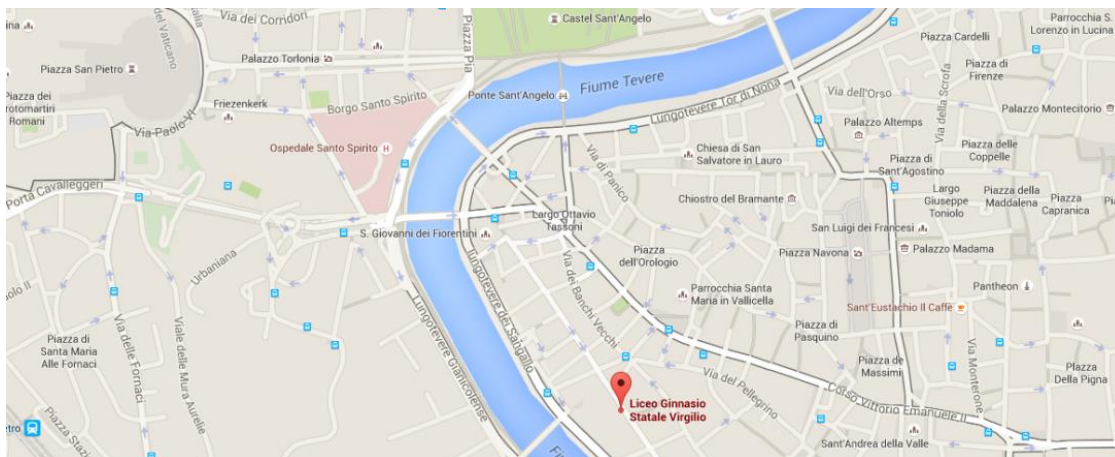 Via dei Corridori
Castel Sant'Angelo
Parrocchia S.
Lorenzo in Lucina
Piazza Cardelli
del Vaticano
Piazza Pia
Palazzo Torlonia
Piazza San Pietro
Fiume Tevere
Piazza di
Firenze
Via della Scrofa
Via dell'Orso
Piazza dei
Protomartiri
Romani
Friezenkerk
Borgo Santo Spirito
Ponte Sant'Angelo
Lungotevere Tor di Nona
Palazzo Montecitorio
Palazzo Altemps
Via Paolo VI
Ospedale Santo Spirito
H
Via di Panico
Chiesa di San
Salvatore in Lauro
Piazza delle
Coppelle
Piazza di
Sant'Agostino
Porta Cavalleggeri
Chiostro del Bramante
Largo
Giuseppe
Toniolo
Piazza della
Maddalena
Piazza
Capranica
Largo Ottavio
Tassoni
S. Giovanni dei Fiorentini
San Luigi dei Francesi
Urbaniana
Piazza
dell'Orologio
Piazza Navona
Palazzo Madama
Via dei Banchi Vecchi
Lungotevere dei Sangallo
Lungotevere Gianicolense
Parrocchia Santa
Maria in Vallicella
Pantheon
Sant'Eustachio Il Caffè
Via delle Fornaci
Viale delle Mura Aurelie
Piazza di
Santa Maria
Alle Fornaci
Piazza di
Pasquino
Piazza de
Massimi
Via Monterone
Piazza
Della Pigna
Via del Pellegrino
Corso Vittorio Emanuele II
Liceo Ginnasio
Statale Virgilio
Sant'Andrea della Valle